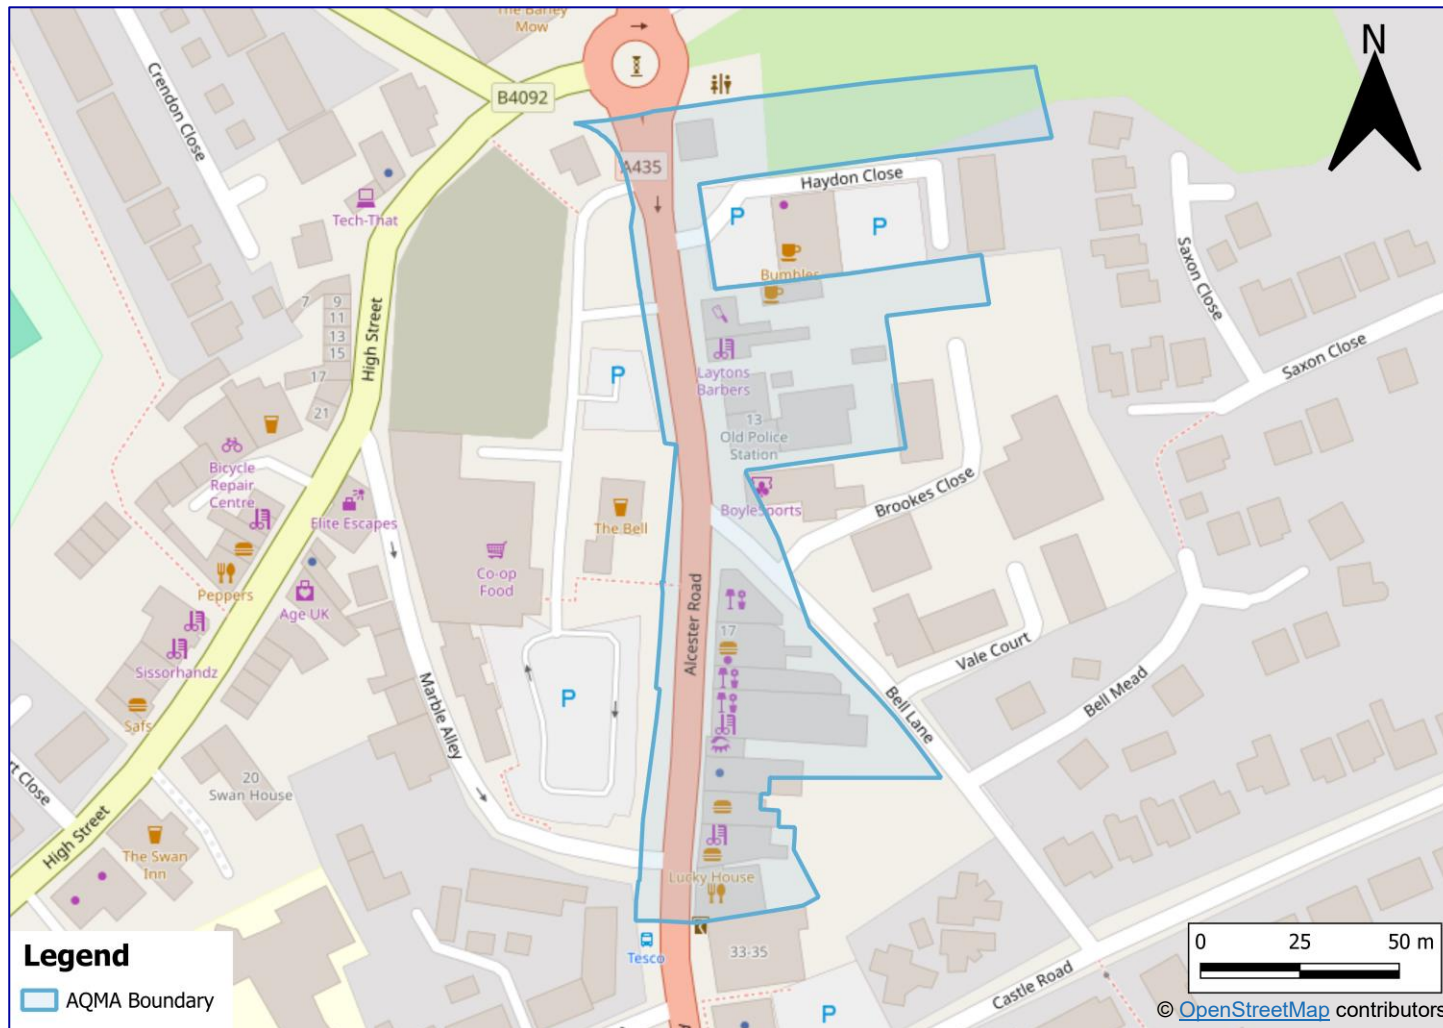 The Barley
Mow
N
B4092
Crendon Close
A435
Haydon Close
P
P
Tech-That
Bumbles
Saxon Close
7
9
11
13
15
17
21
High Street
P
Laytons
Barbers
Saxon Close
13
Old Police
Station
Bicycle
Repair
Centre
Elite Escapes
The Bell
BoyleSports
Brookes Close
Co-op
Food
Peppers
Age UK
Alcester Road
17
Vale Court
Sissorhandz
Marble Alley
P
Bell Lane
Bell Mead
Safs
20
Swan House
rt Close
High Street
The Swan
Inn
Lucky House
Tesco
33-35
Castle Road
P
Legend
AQMA Boundary
0 25 50 m
© OpenStreetMap contributors